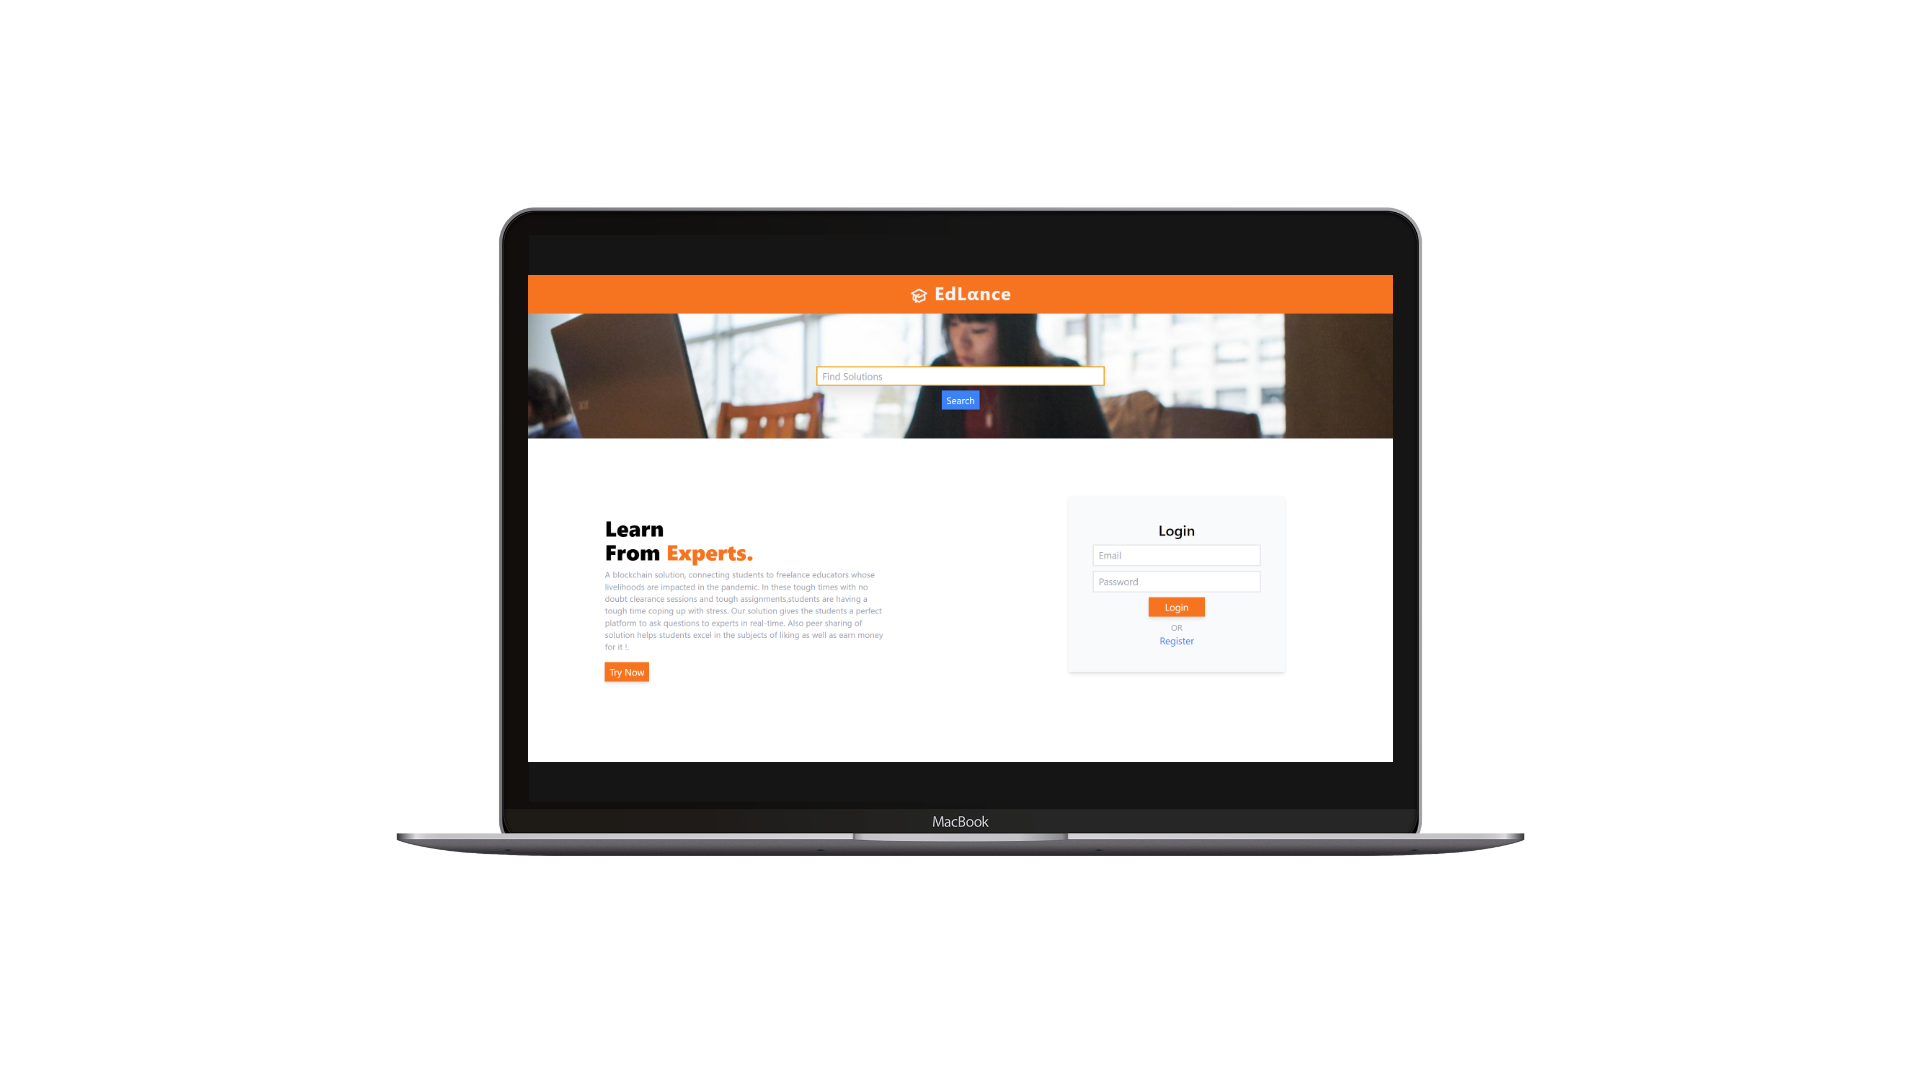 EdLance
Find Solutions
Search
Learn
From Experts.
A blockchain solution, connecting students to freelance educators whose
livelihoods are impacted in the pandemic. In these tough times with no
doubt clearance sessions and tough assignments,students are having a
tough time coping up with stress. Our solution gives the students a perfect
platform to ask questions to experts in real-time. Also peer sharing of
solution helps students excel in the subjects of liking as well as earn money
for it !.
Try Now
Login
Email
Password
Login
OR
Register
MacBook